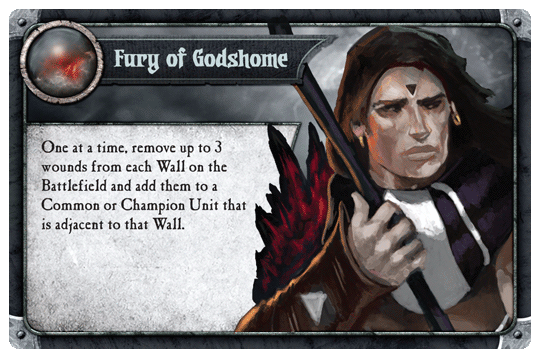 Fury of Godshome
One at a time, remove up to 3
wounds from each Wall on the
Battlefield and add them to a
Common or Champion Unit that
is adjacent to that Wall.